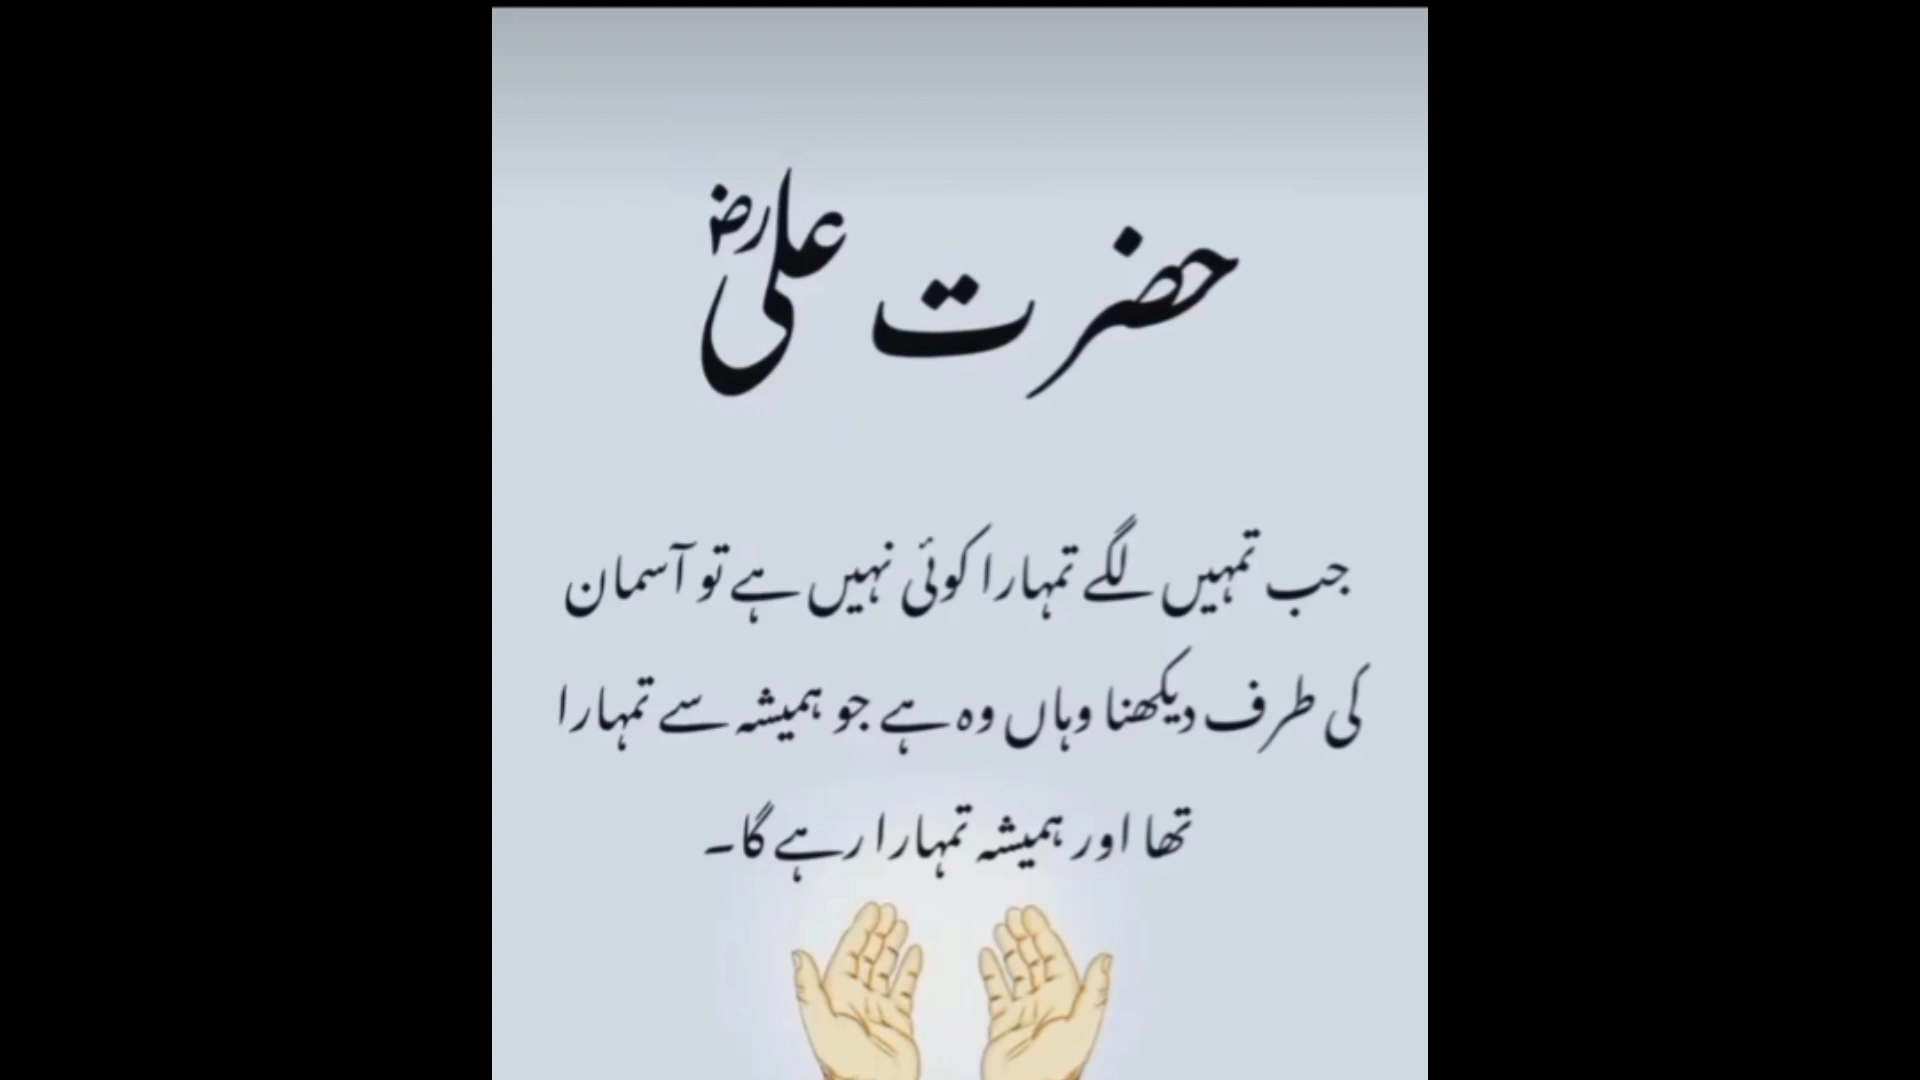 حضرت علیؓ
جب تمہیں لگے تمہارا کوئی نہیں ہے تو آسمان
کی طرف دیکھنا وہاں وہ ہے جو ہمیشہ سے تمہارا
تھا اور ہمیشہ تمہارا رہے گا۔